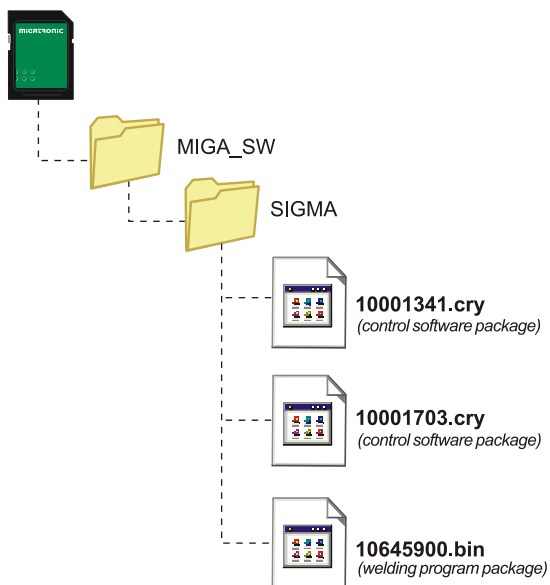 MIGATRONIC
MIGA_SW
SIGMA
10001341.cry
(control software package)
10001703.cry
(control software package)
10645900.bin
(welding program package)